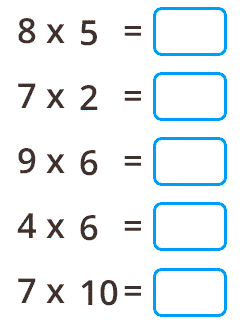 8 x 5 =
7 x 2 =
9 x 6 =
4 x 6 =
7 x 10 =